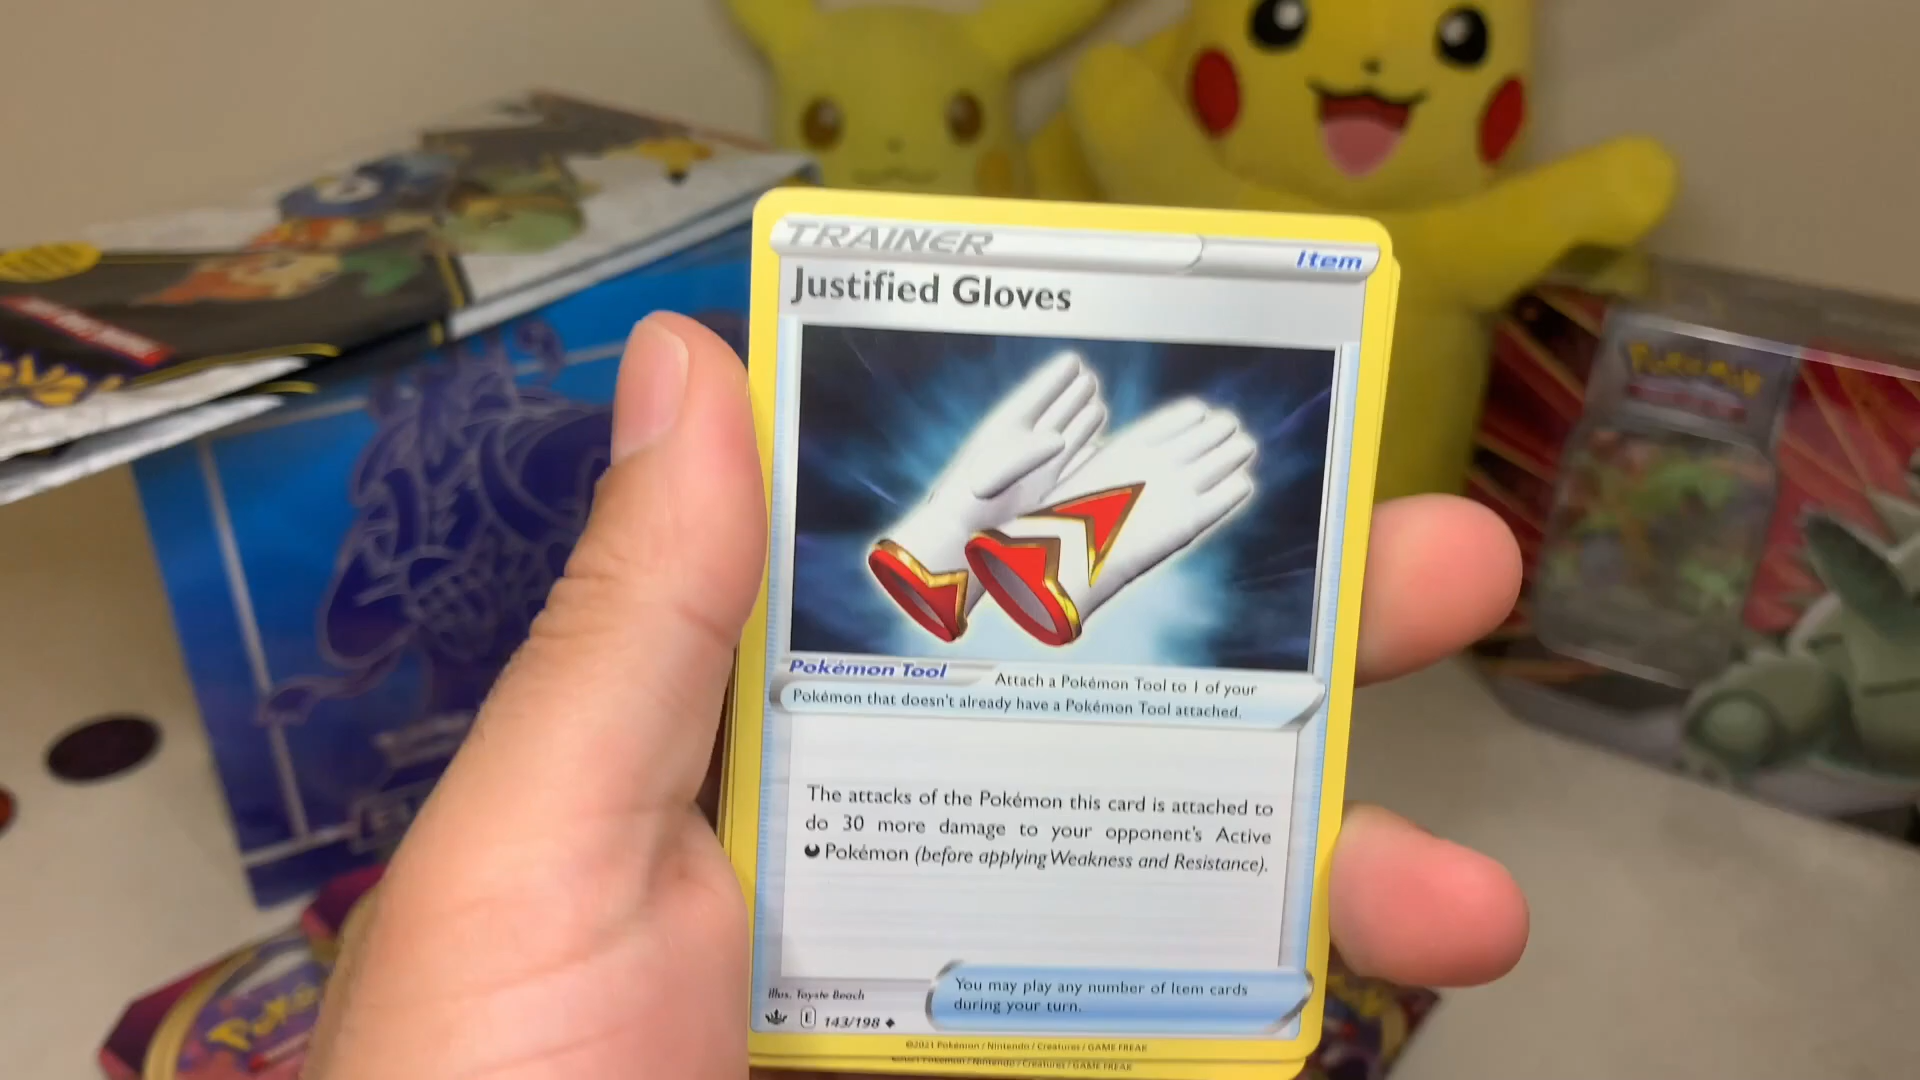 TRAINER
Item
Justified Gloves
Pokémon Tool
Attach a Pokémon Tool to 1 of your
Pokémon that doesn't already have a Pokémon Tool attached.
The attacks of the Pokémon this card is attached to
do 30 more damage to your opponent's Active
Pokémon (before applying Weakness and Resistance).
You may play any number of Item cards
during your turn.
Illus. Toyste Beach
E 143/198
©2021 Pokémon / Nintendo / Creatures / GAME FREAK
Pokémon